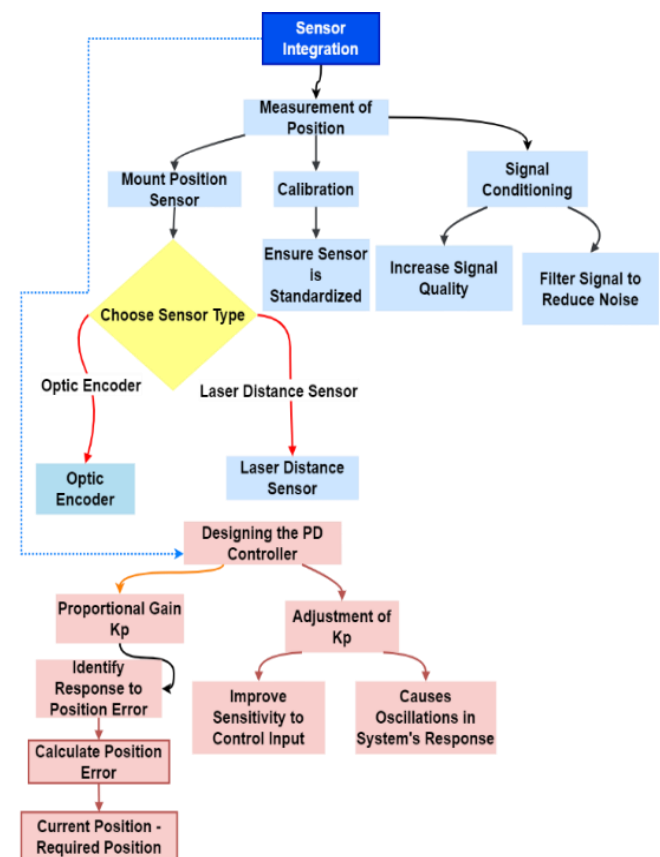 Sensor
Integration
Measurement of
Position
Mount Position
Sensor
Calibration
Signal
Conditioning
Ensure Sensor
is
Standardized
Increase Signal
Quality
Filter Signal to
Reduce Noise
Choose Sensor Type
Optic Encoder
Laser Distance Sensor
Optic
Encoder
Laser Distance
Sensor
Designing the PD
Controller
Proportional Gain
Kp
Adjustment of
Kp
Identify
Response to
Position Error
Improve
Sensitivity to
Control Input
Causes
Oscillations in
System's Response
Calculate Position
Error
Current Position -
Required Position